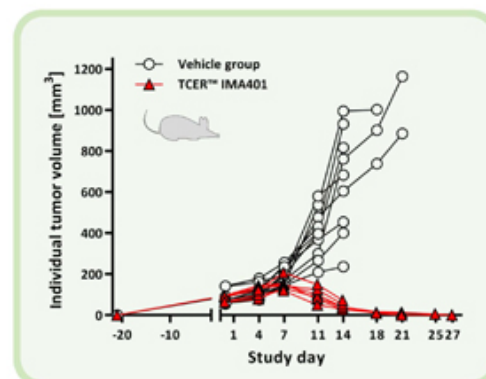 Individual tumor volume [mm³]
1200
1000
800
600
400
200
0
Vehicle group
TCER™ IMA401
-20 -10 1 4 7 11 14 18 21 25 27
Study day